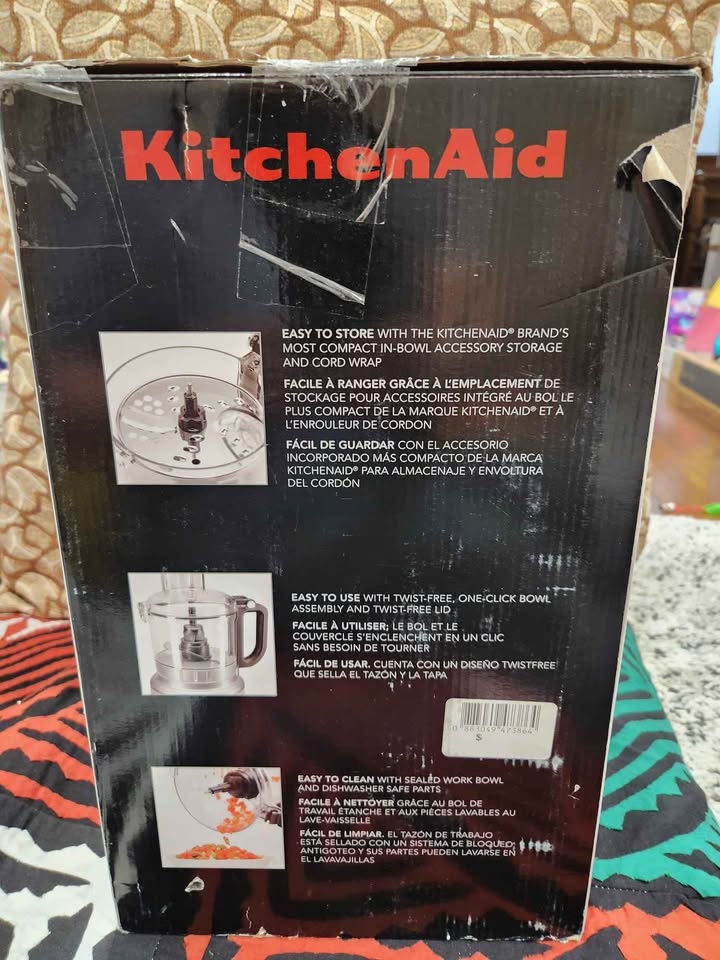 KitchenAid
EASY TO STORE WITH THE KITCHENAID® BRAND'S
MOST COMPACT IN-BOWL ACCESSORY STORAGE
AND CORD WRAP
FACILE À RANGER GRÂCE À L'EMPLACEMENT DE
STOCKAGE POUR ACCESSOIRES INTÉGRÉ AU BOL LE
PLUS COMPACT DE LA MARQUE KITCHENAID® ET À
L'ENROULEUR DE CORDON
FÁCIL DE GUARDAR CON EL ACCESORIO
INCORPORADO MÁS COMPACTO DE LA MARCA
KITCHENAID® PARA ALMACENAJE Y ENVOLTURA
DEL CORDÓN
EASY TO USE WITH TWIST-FREE, ONE-CLICK BOWL
ASSEMBLY AND TWIST-FREE LID
FACILE À UTILISER; LE BOL ET LE
COUVERCLE S'ENCLENCHENT EN UN CLIC
SANS BESOIN DE TOURNER
FÁCIL DE USAR. CUENTA CON UN DISEÑO TWISTFREE
QUE SELLA EL TAZÓN Y LA TAPA
0 883049 473864
$
EASY TO CLEAN WITH SEALED WORK BOWL
AND DISHWASHER SAFE PARTS
FACILE À NETTOYER GRÂCE AU BOL DE
TRAVAIL ÉTANCHE ET AUX PIÈCES LAVABLES AU
LAVE-VAISSELLE
FÁCIL DE LIMPIAR. EL TAZÓN DE TRABAJO
ESTÁ SELLADO CON UN SISTEMA DE BLOQUEO
ANTIGOTEO Y SUS PARTES PUEDEN LAVARSE EN
EL LAVAVAJILLAS